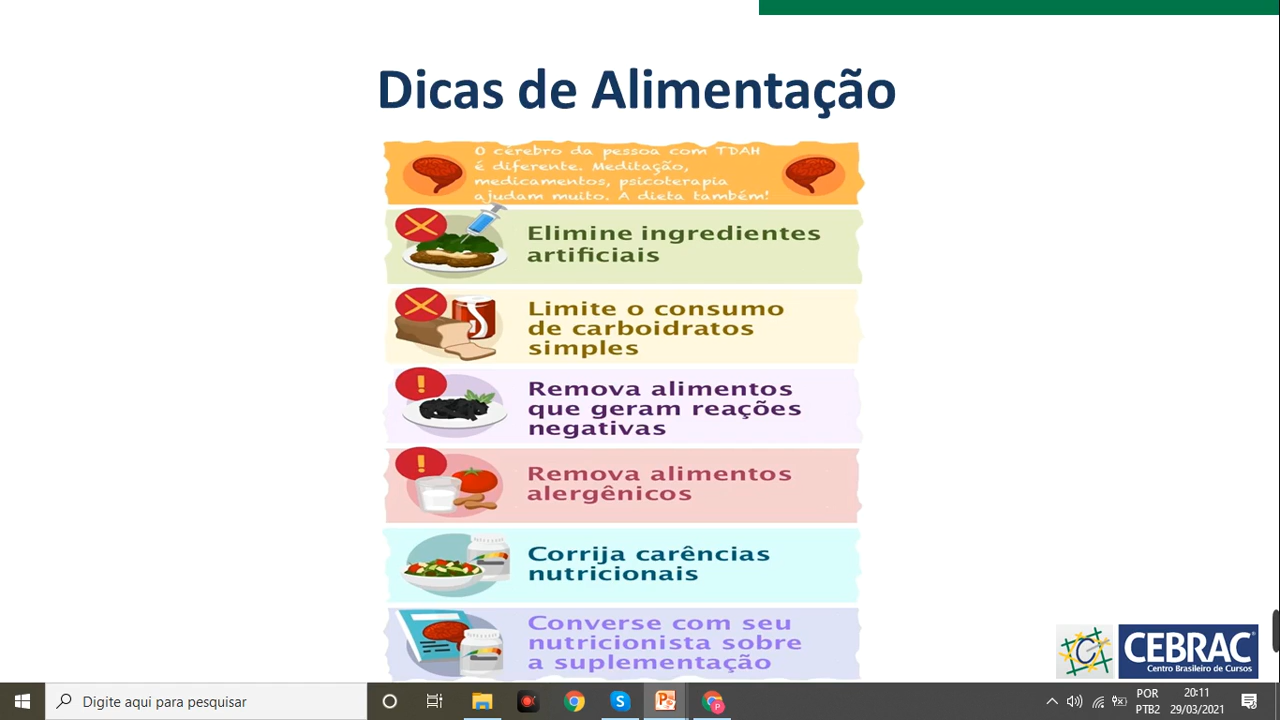 Dicas de Alimentação
O cérebro da pessoa com TDAH
é diferente. Meditação,
medicamentos, psicoterapia
ajudam muito. A dieta também!
Elimine ingredientes
artificiais
Limite o consumo
de carboidratos
simples
Remova alimentos
que geram reações
negativas
Remova alimentos
alergênicos
Corrija carências
nutricionais
Converse com seu
nutricionista sobre
a suplementação
CEBRAC
Centro Brasileiro de Cursos
Digite aqui para pesquisar
POR
PTB2
20:11
29/03/2021